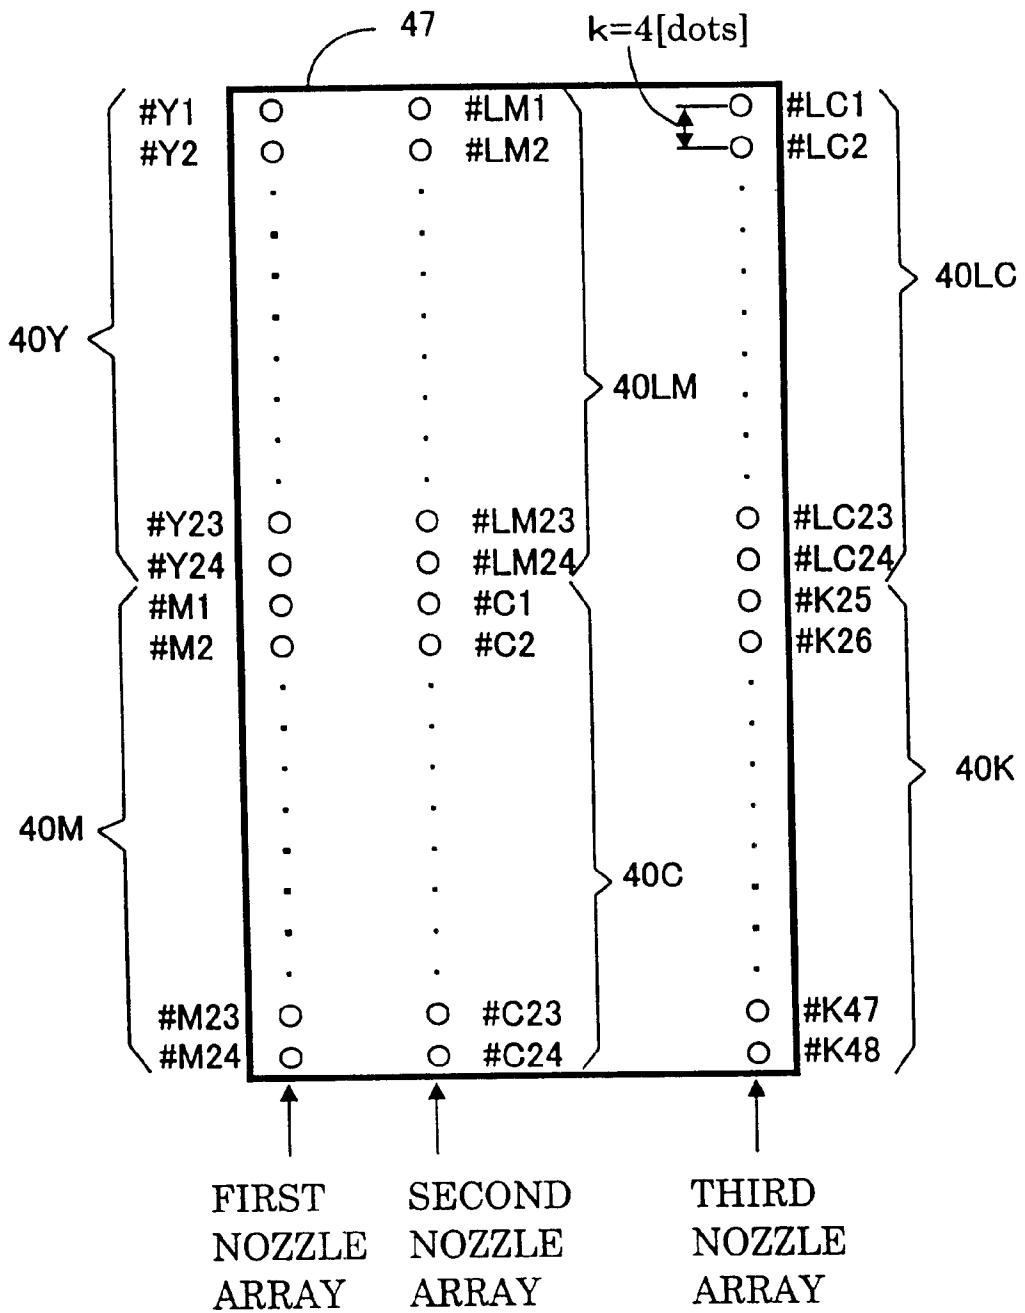 47
k=4[dots]
#Y1 #LM1 #LC1
#Y2 #LM2 #LC2
40LC
40Y
40LM
#Y23 #LM23 #LC23
#Y24 #LM24 #LC24
#M1 #C1 #K25
#M2 #C2 #K26
40K
40M
40C
#M23 #C23 #K47
#M24 #C24 #K48
FIRST NOZZLE ARRAY
SECOND NOZZLE ARRAY
THIRD NOZZLE ARRAY